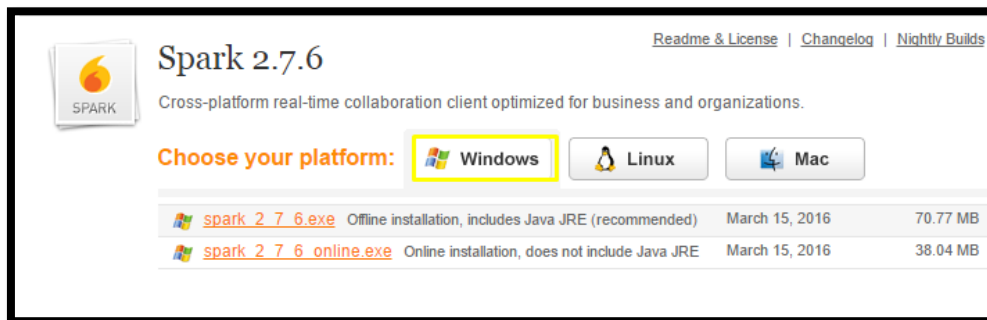 Readme & License | Changelog | Nightly Builds
Spark 2.7.6
SPARK
Cross-platform real-time collaboration client optimized for business and organizations.
Choose your platform: Windows Linux Mac
spark_2_7_6.exe Offline installation, includes Java JRE (recommended) March 15, 2016 70.77 MB
spark_2_7_6_online.exe Online installation, does not include Java JRE March 15, 2016 38.04 MB